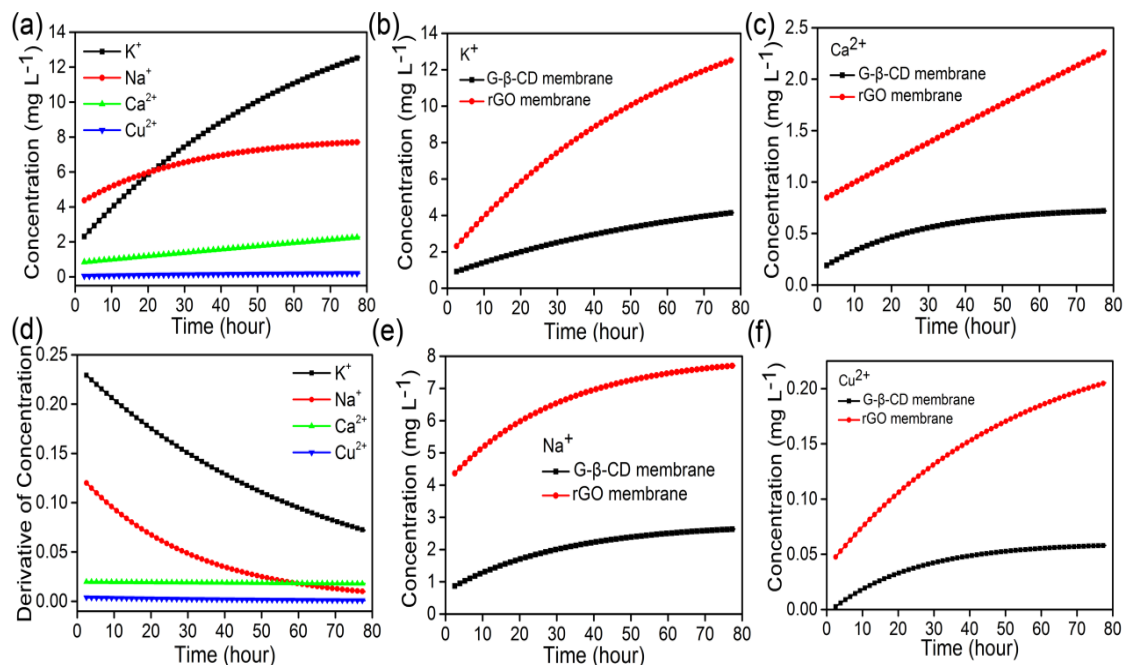 (a)
Concentration (mg L⁻¹)
14
12
10
8
6
4
2
0
K⁺
Na⁺
Ca²⁺
Cu²⁺
0 10 20 30 40 50 60 70 80
Time (hour)
(b)
Concentration (mg L⁻¹)
14
12
10
8
6
4
2
0
K⁺
G-β-CD membrane
rGO membrane
0 10 20 30 40 50 60 70 80
Time (hour)
(c)
Concentration (mg L⁻¹)
2.5
2.0
1.5
1.0
0.5
0.0
Ca²⁺
G-β-CD membrane
rGO membrane
0 10 20 30 40 50 60 70 80
Time (hour)
(d)
Derivative of Concentration
0.25
0.20
0.15
0.10
0.05
0.00
K⁺
Na⁺
Ca²⁺
Cu²⁺
0 10 20 30 40 50 60 70 80
Time (hour)
(e)
Concentration (mg L⁻¹)
8
7
6
5
4
3
2
1
0
Na⁺
G-β-CD membrane
rGO membrane
0 10 20 30 40 50 60 70 80
Time (hour)
(f)
Concentration (mg L⁻¹)
0.20
0.15
0.10
0.05
0.00
Cu²⁺
G-β-CD membrane
rGO membrane
0 10 20 30 40 50 60 70 80
Time (hour)